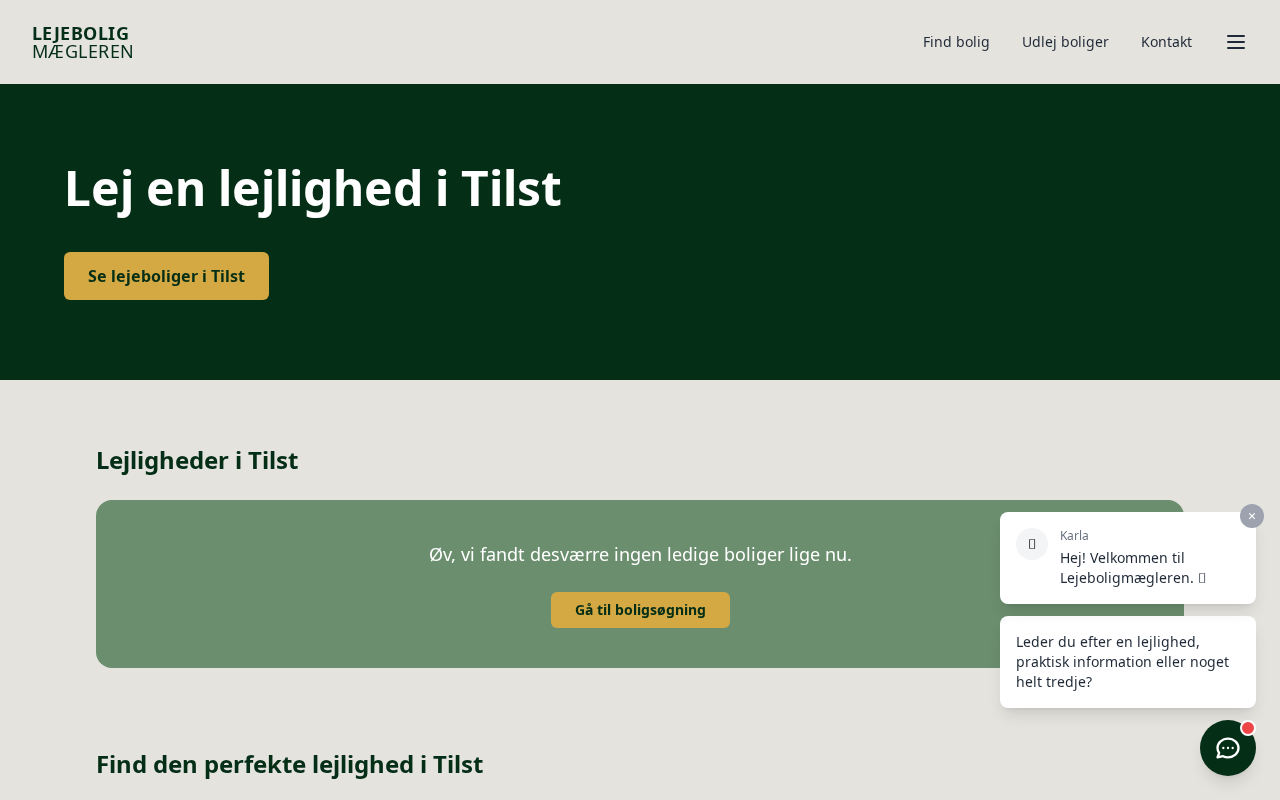 LEJEBOLIG
MÆGLEREN
Find bolig
Udlej boliger
Kontakt
Lej en lejlighed i Tilst
Se lejeboliger i Tilst
Lejligheder i Tilst
Øv, vi fandt desværre ingen ledige boliger lige nu.
Gå til boligsøgning
Karla
Hej! Velkommen til
Lejeboligmægleren.
Leder du efter en lejlighed,
praktisk information eller noget
helt tredje?
Find den perfekte lejlighed i Tilst